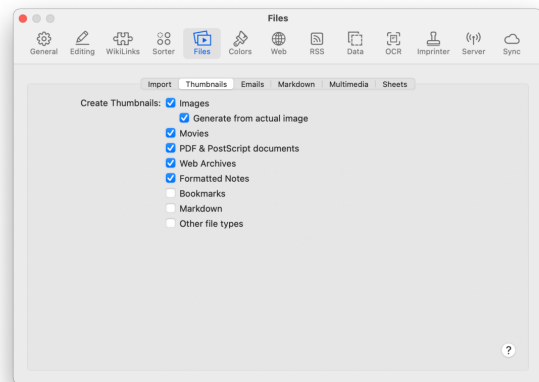 Files
General Editing WikiLinks Sorter Files Colors Web RSS Data OCR Imprinter Server Sync
Import Thumbnails Emails Markdown Multimedia Sheets
Create Thumbnails: Images
Generate from actual image
Movies
PDF & PostScript documents
Web Archives
Formatted Notes
Bookmarks
Markdown
Other file types
?